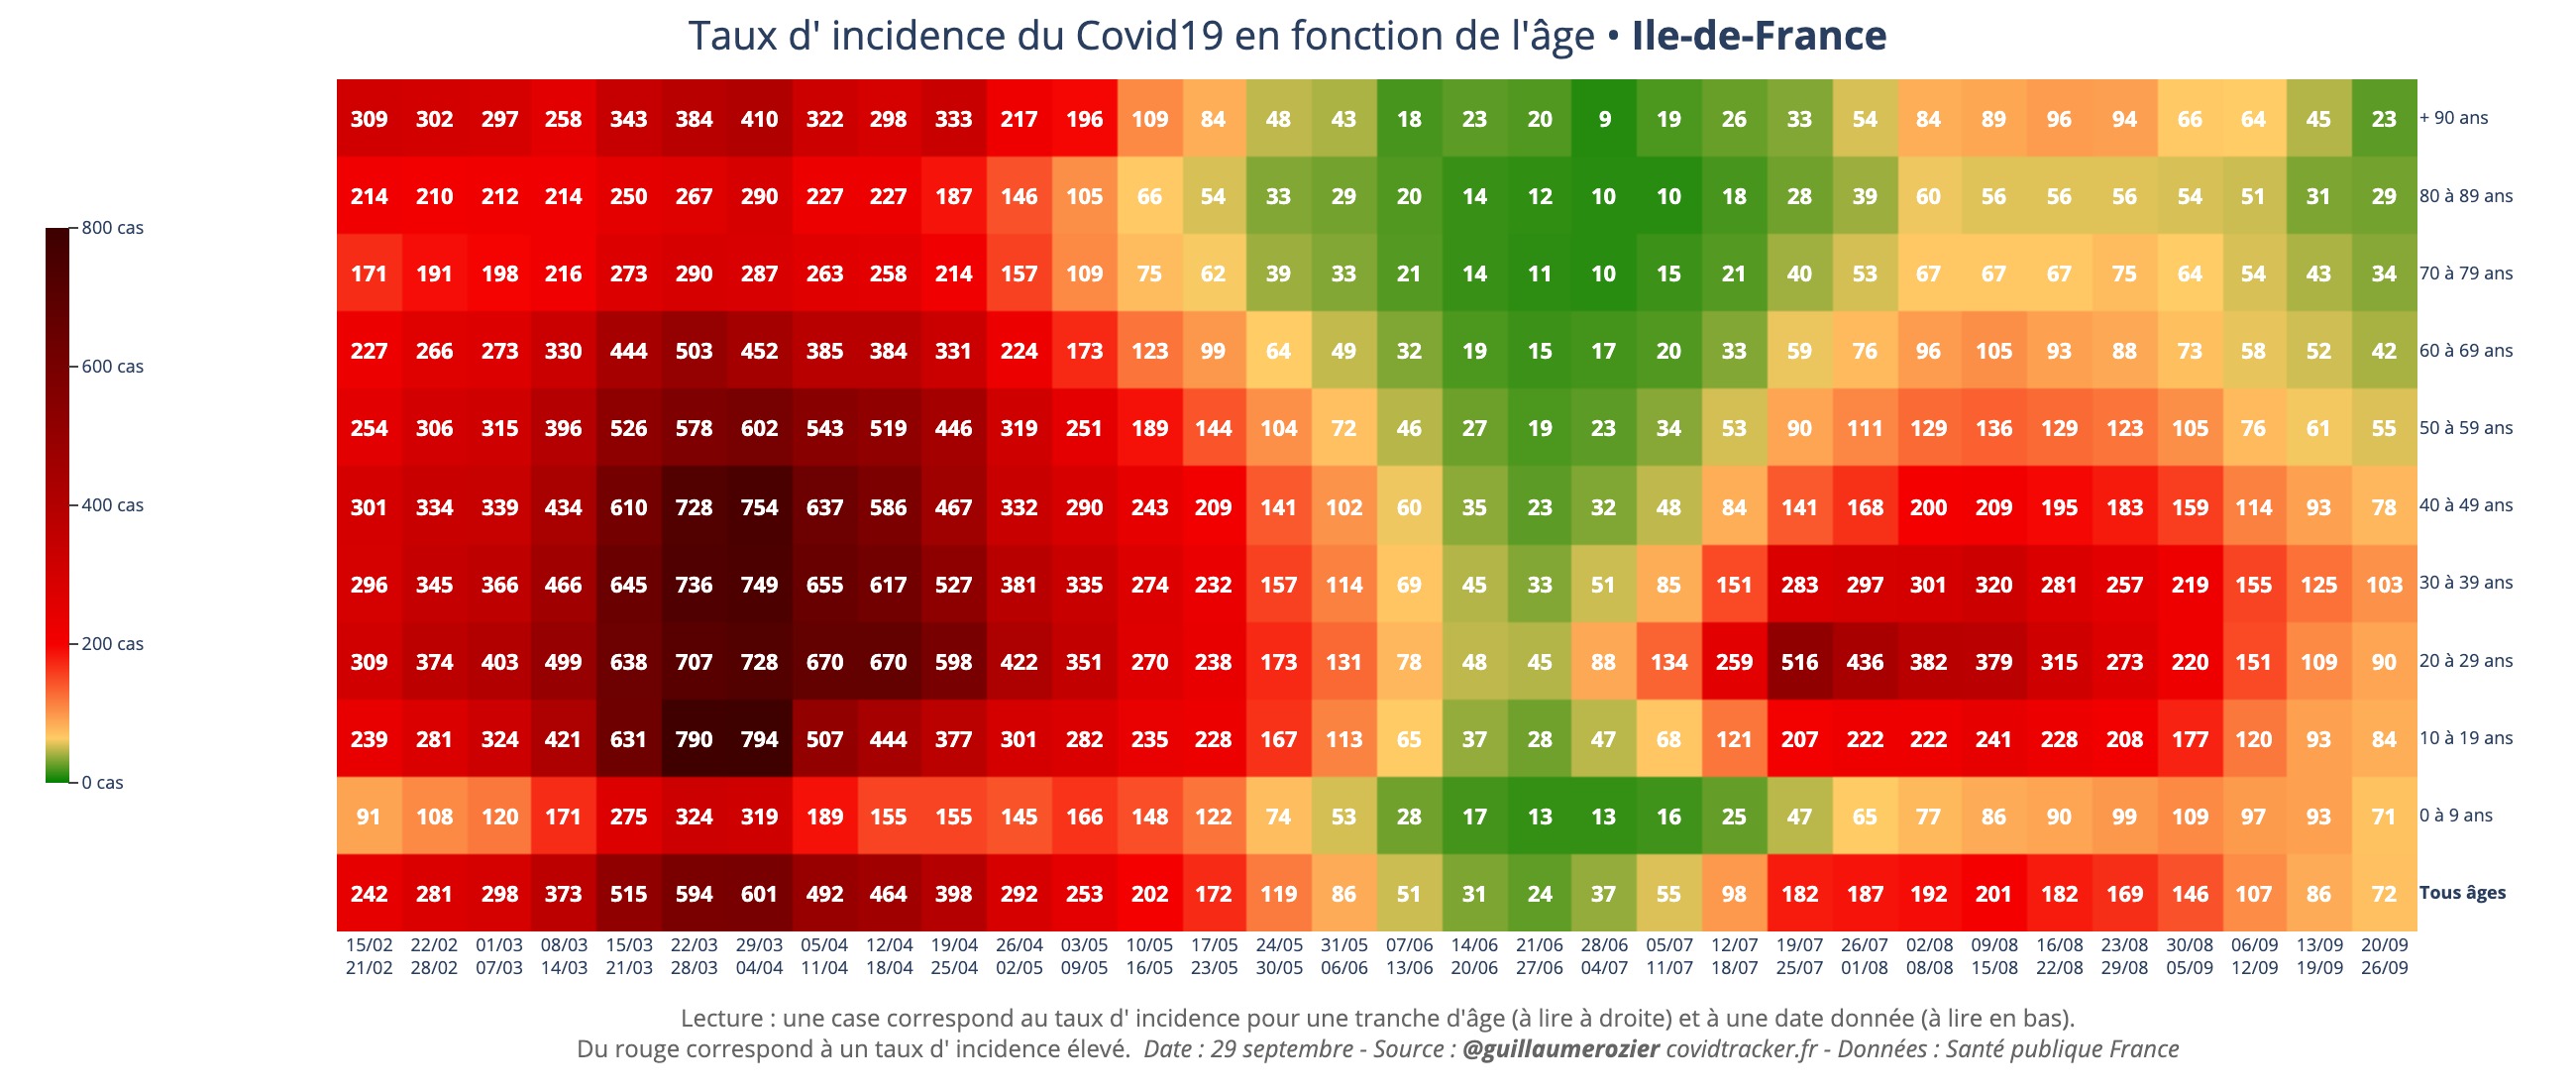 Taux d' incidence du Covid19 en fonction de l'âge • Ile-de-France
309 302 297 258 343 384 410 322 298 333 217 196 109 84 48 43 18 23 20 9 19 26 33 54 84 89 96 94 66 64 45 23 + 90 ans
214 210 212 214 250 267 290 227 227 187 146 105 66 54 33 29 20 14 12 10 10 18 28 39 60 56 56 56 54 51 31 29 80 à 89 ans
800 cas
171 191 198 216 273 290 287 263 258 214 157 109 75 62 39 33 21 14 11 10 15 21 40 53 67 67 67 75 64 54 43 34 70 à 79 ans
227 266 273 330 444 503 452 385 384 331 224 173 123 99 64 49 32 19 15 17 20 33 59 76 96 105 93 88 73 58 52 42 60 à 69 ans
600 cas
254 306 315 396 526 578 602 543 519 446 319 251 189 144 104 72 46 27 19 23 34 53 90 111 129 136 129 123 105 76 61 55 50 à 59 ans
400 cas
301 334 339 434 610 728 754 637 586 467 332 290 243 209 141 102 60 35 23 32 48 84 141 168 200 209 195 183 159 114 93 78 40 à 49 ans
296 345 366 466 645 736 749 655 617 527 381 335 274 232 157 114 69 45 33 51 85 151 283 297 301 320 281 257 219 155 125 103 30 à 39 ans
200 cas
309 374 403 499 638 707 728 670 670 598 422 351 270 238 173 131 78 48 45 88 134 259 516 436 382 379 315 273 220 151 109 90 20 à 29 ans
239 281 324 421 631 790 794 507 444 377 301 282 235 228 167 113 65 37 28 47 68 121 207 222 222 241 228 208 177 120 93 84 10 à 19 ans
0 cas
91 108 120 171 275 324 319 189 155 155 145 166 148 122 74 53 28 17 13 13 16 25 47 65 77 86 90 99 109 97 93 71 0 à 9 ans
242 281 298 373 515 594 601 492 464 398 292 253 202 172 119 86 51 31 24 37 55 98 182 187 192 201 182 169 146 107 86 72 Tous âges
15/02 22/02 01/03 08/03 15/03 22/03 29/03 05/04 12/04 19/04 26/04 03/05 10/05 17/05 24/05 31/05 07/06 14/06 21/06 28/06 05/07 12/07 19/07 26/07 02/08 09/08 16/08 23/08 30/08 06/09 13/09 20/09
21/02 28/02 07/03 14/03 21/03 28/03 04/04 11/04 18/04 25/04 02/05 09/05 16/05 23/05 30/05 06/06 13/06 20/06 27/06 04/07 11/07 18/07 25/07 01/08 08/08 15/08 22/08 29/08 05/09 12/09 19/09 26/09
Lecture : une case correspond au taux d' incidence pour une tranche d'âge (à lire à droite) et à une date donnée (à lire en bas).
Du rouge correspond à un taux d' incidence élevé. Date : 29 septembre - Source : @guillaumerozier covidtracker.fr - Données : Santé publique France